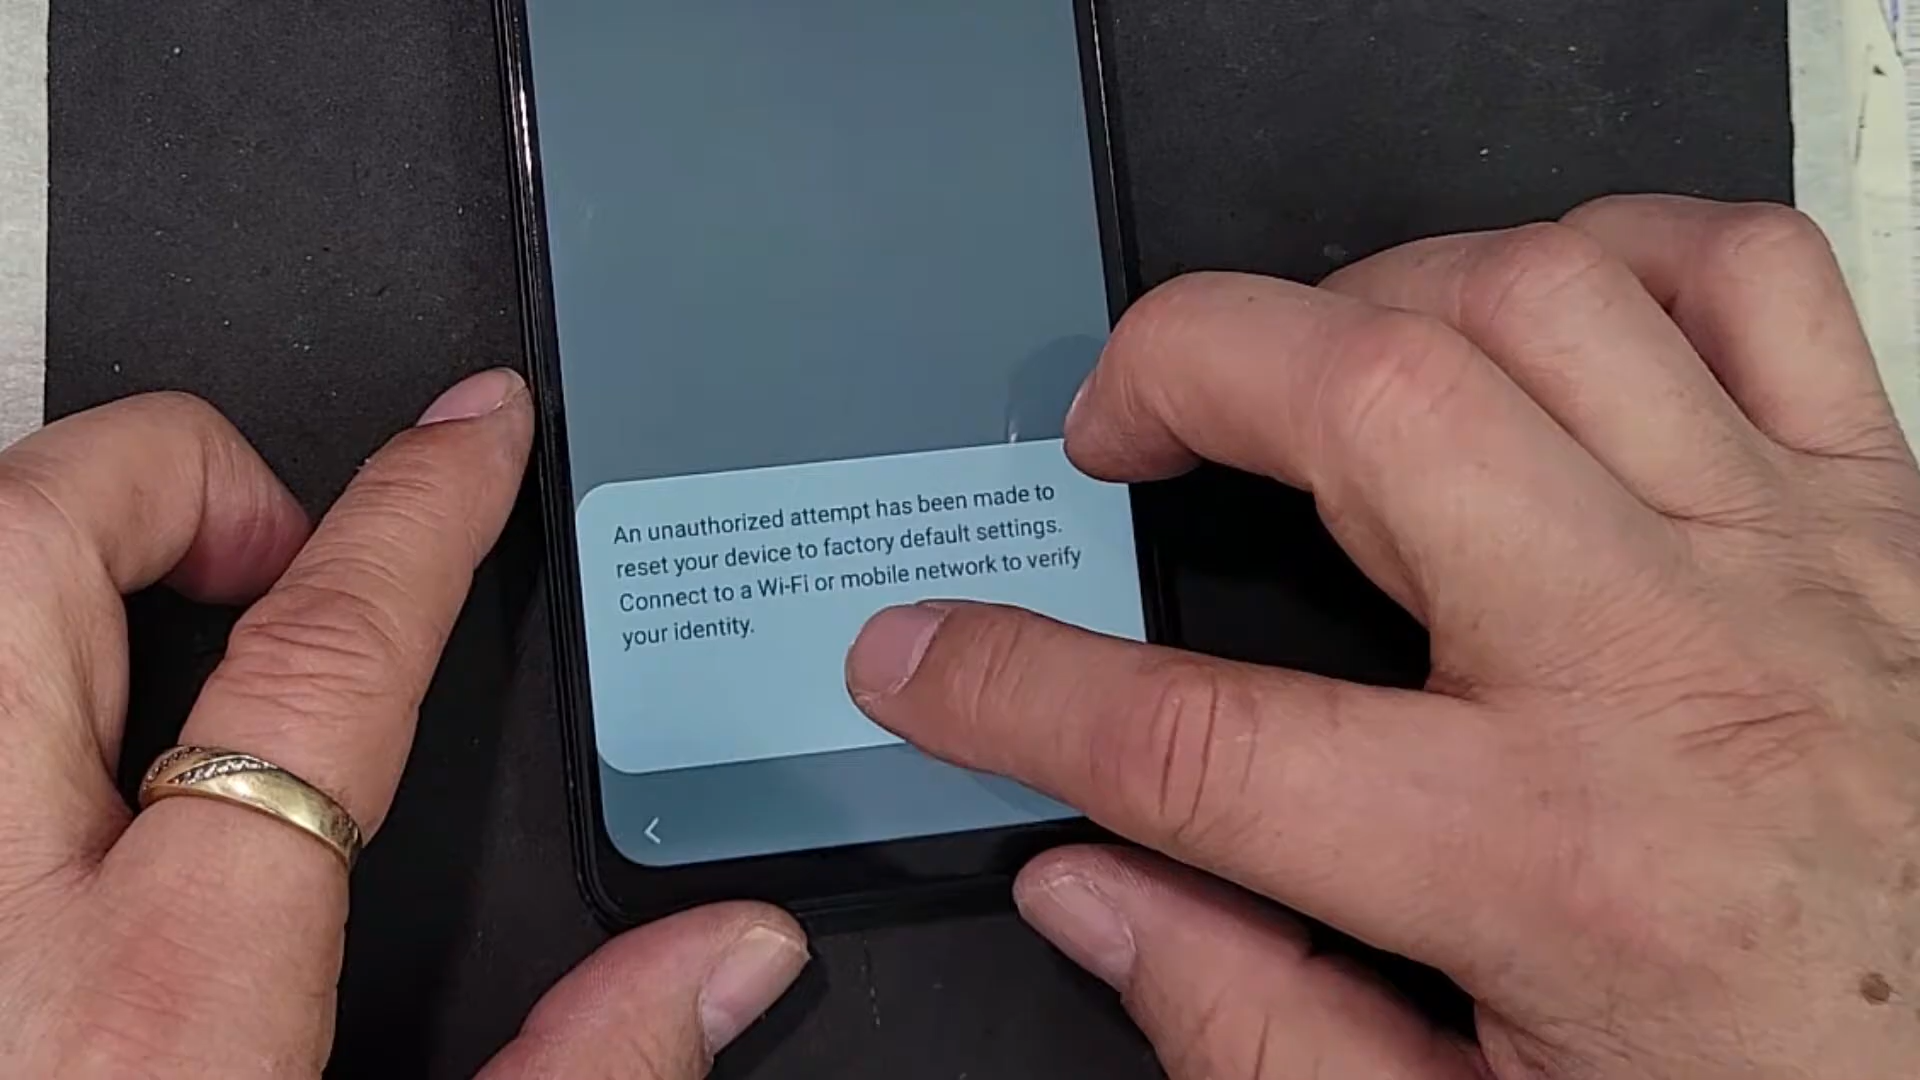 An unauthorized attempt has been made to
reset your device to factory default settings.
Connect to a Wi-Fi or mobile network to verify
your identity.